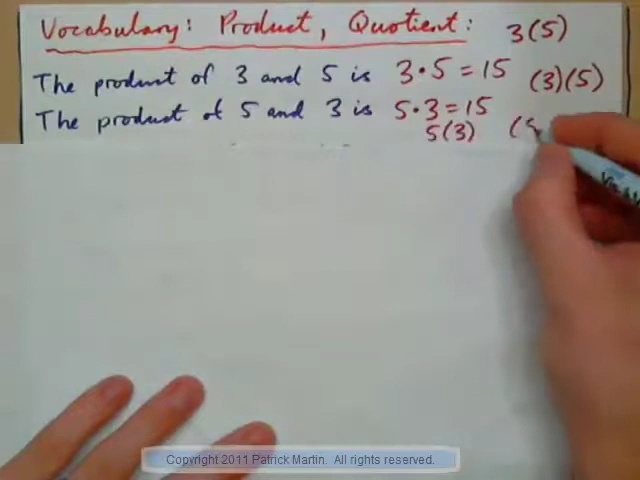 Vocabulary: Product, Quotient: 3(5)
The product of 3 and 5 is 3·5=15 (3)(5)
The product of 5 and 3 is 5·3=15
5(3) (5
Copyright 2011 Patrick Martin. All rights reserved.